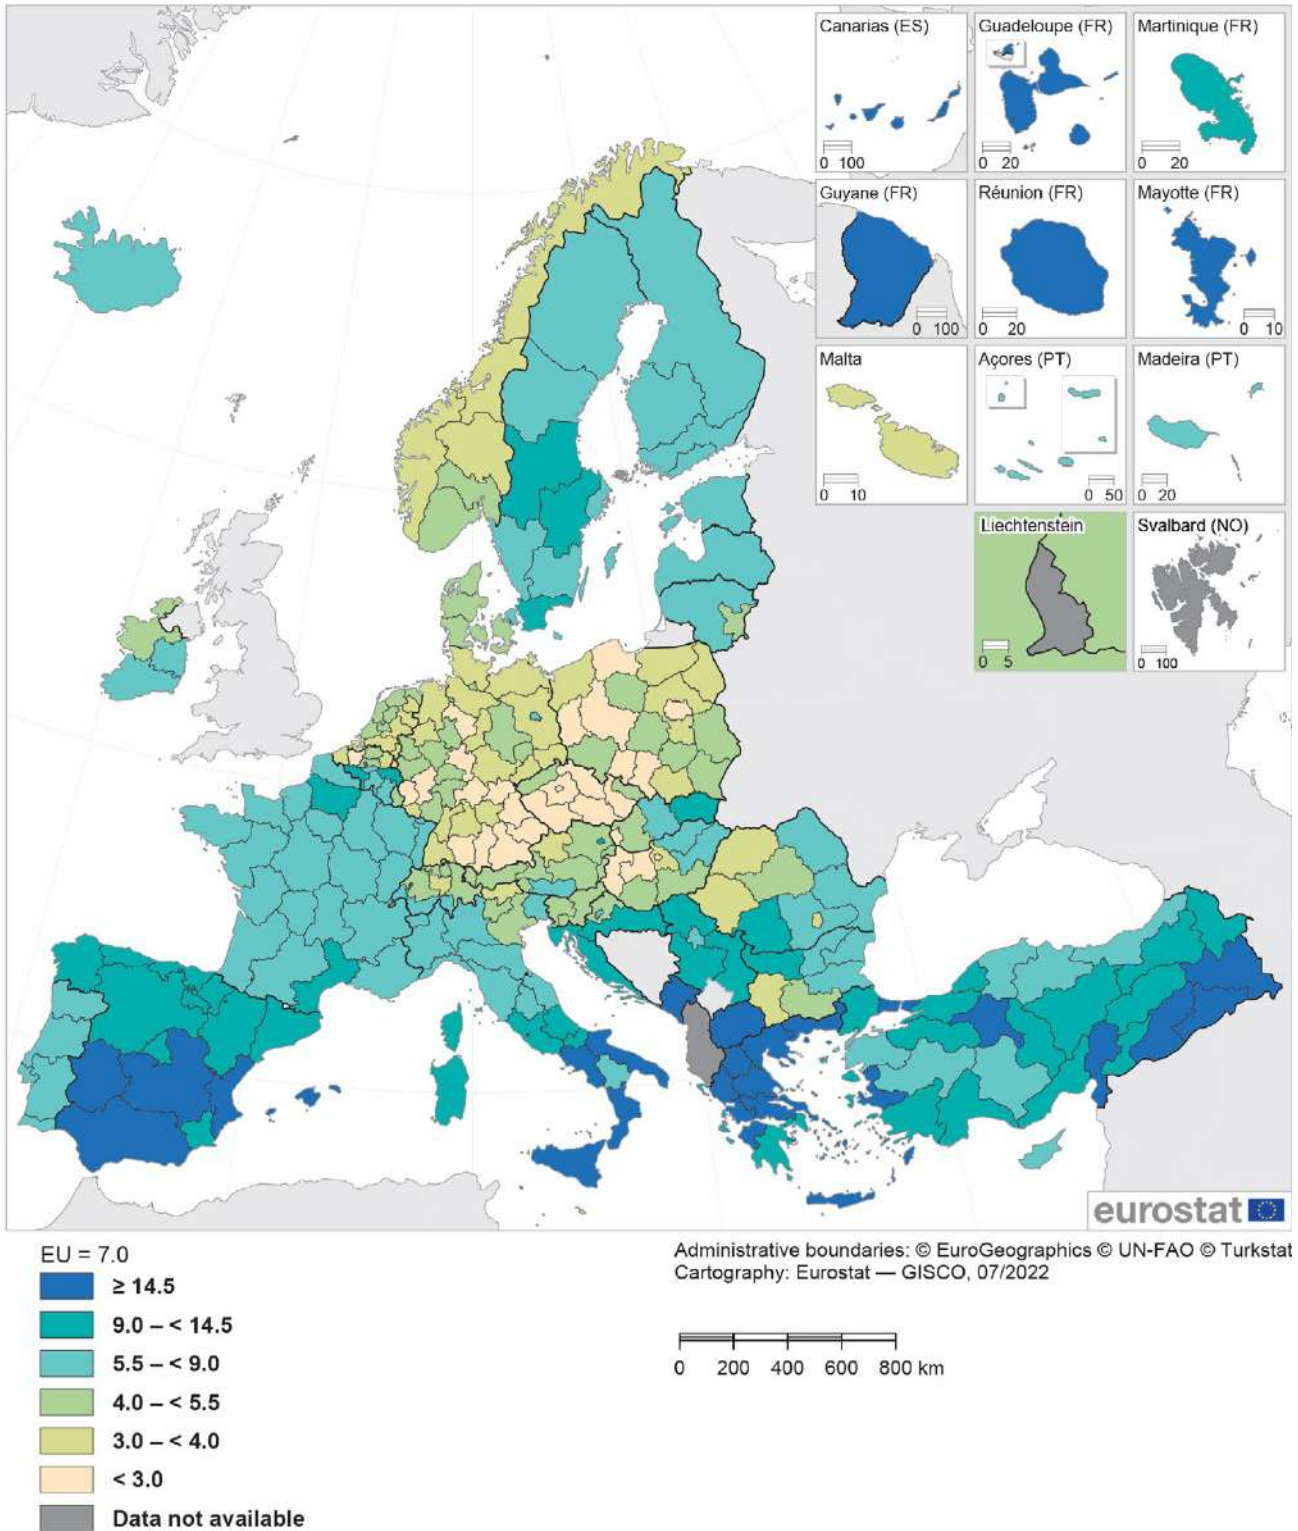 Canarias (ES)
0 100
Guadeloupe (FR)
0 20
Martinique (FR)
0 20
Guyane (FR)
0 100
Réunion (FR)
0 20
Mayotte (FR)
0 10
Malta
0 10
Açores (PT)
0 50
Madeira (PT)
0 20
Liechtenstein
0 5
Svalbard (NO)
0 100
eurostat
EU = 7.0
≥ 14.5
9.0 – < 14.5
5.5 – < 9.0
4.0 – < 5.5
3.0 – < 4.0
< 3.0
Data not available
Administrative boundaries: © EuroGeographics © UN-FAO © Turkstat
Cartography: Eurostat — GISCO, 07/2022
0 200 400 600 800 km